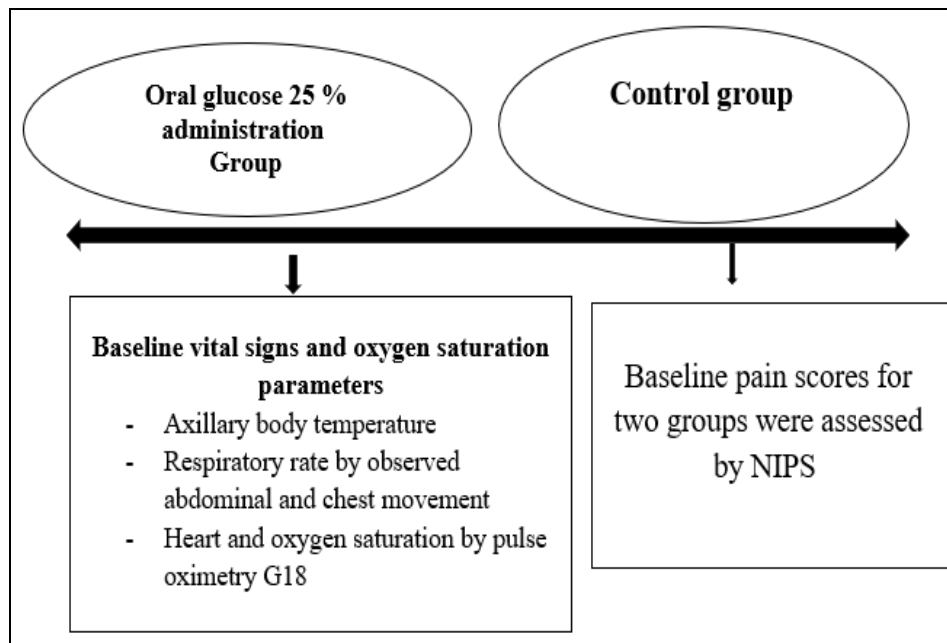 Oral glucose 25 %
administration
Group
Control group
Baseline vital signs and oxygen saturation
parameters
- Axillary body temperature
- Respiratory rate by observed
abdominal and chest movement
- Heart and oxygen saturation by pulse
oximetry G18
Baseline pain scores for
two groups were assessed
by NIPS